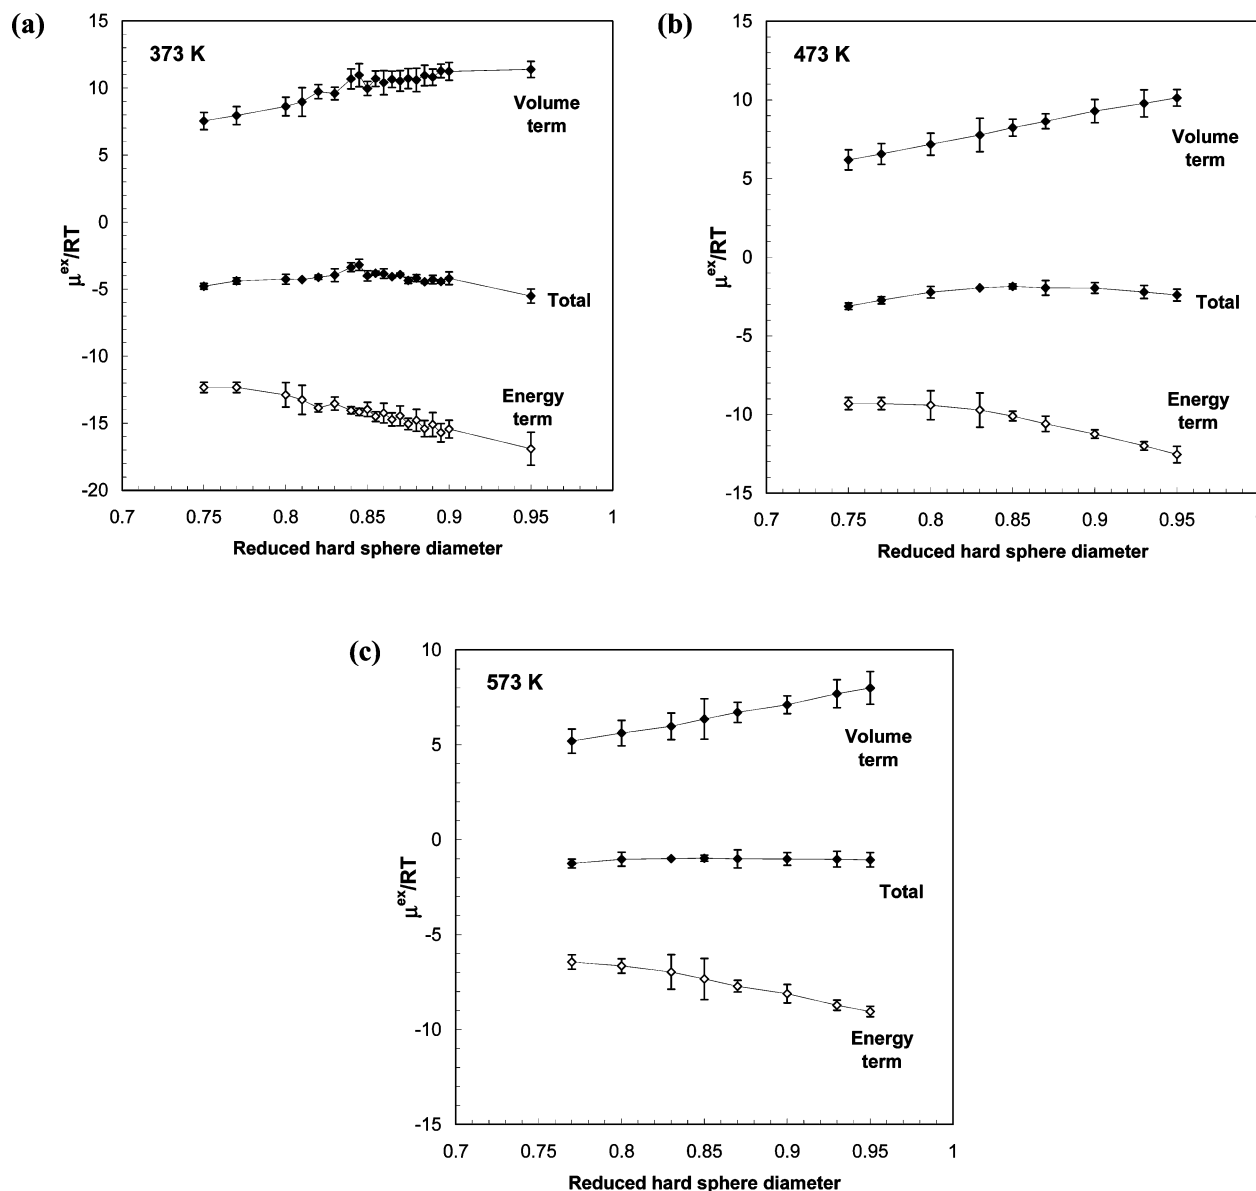 (a)
373 K
15
10
5
0
-5
-10
-15
-20
μ^ex/RT
Volume
term
Total
Energy
term
0.7 0.75 0.8 0.85 0.9 0.95 1
Reduced hard sphere diameter
(b)
473 K
15
10
5
0
-5
-10
-15
μ^ex/RT
Volume
term
Total
Energy
term
0.7 0.75 0.8 0.85 0.9 0.95
Reduced hard sphere diameter
(c)
573 K
10
5
0
-5
-10
-15
μ^ex/RT
Volume
term
Total
Energy
term
0.7 0.75 0.8 0.85 0.9 0.95 1
Reduced hard sphere diameter